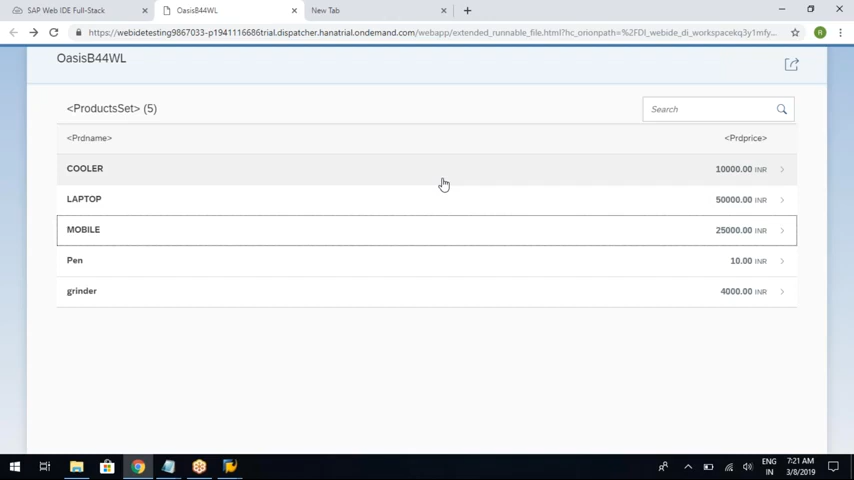 SAP Web IDE Full-Stack
OasisB44WL
New Tab
https://webidetesting9867033-p1941116686trial.dispatcher.hanatrial.ondemand.com/webapp/extended_runnable_file.html?hc_orionpath=%2FDI_webide_di_workspacekq3y1mfy...
R
OasisB44WL
<ProductsSet> (5)
Search
<Prdname>
<Prdprice>
COOLER
10000.00 INR
LAPTOP
50000.00 INR
MOBILE
25000.00 INR
Pen
10.00 INR
grinder
4000.00 INR
ENG
IN
7:21 AM
3/8/2019